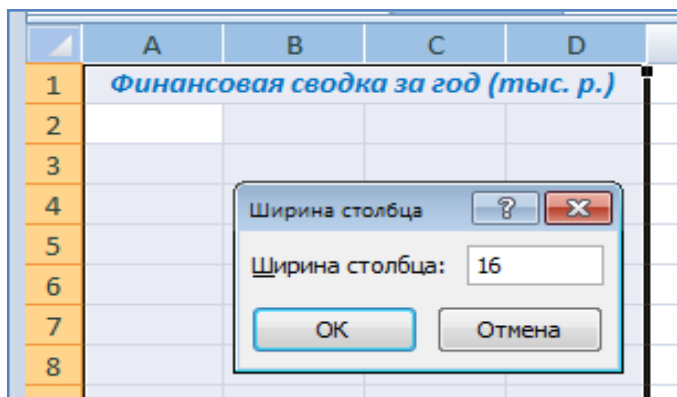 A B C D
1 Финансовая сводка за год (тыс. р.)
2
3
4 Ширина столбца ?
5 Ширина столбца: 16
6
7 ОК Отмена
8